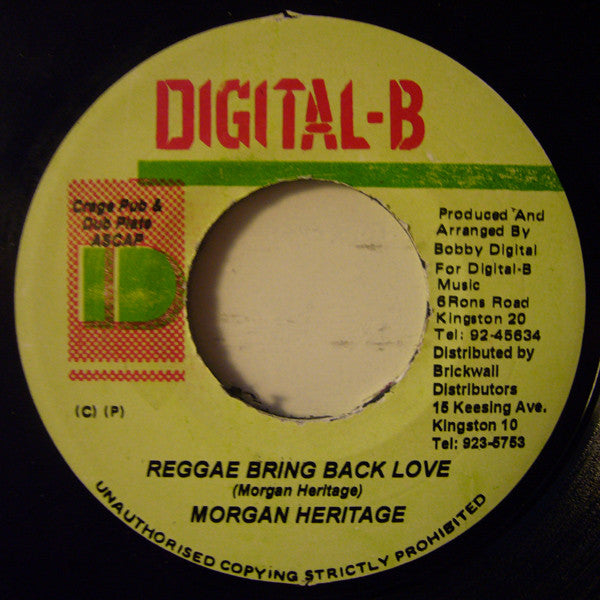 DIGITAL-B
Crage Pub &
Dub Plate
ASCAP
D
(C) (P)
Produced And
Arranged By
Bobby Digital
For Digital-B
Music
6Rons Road
Kingston 20
Tel: 92-45634
Distributed by
Brickwall
Distributors
15 Keesing Ave.
Kingston 10
Tel: 923-5753
REGGAE BRING BACK LOVE
(Morgan Heritage)
MORGAN HERITAGE
UNAUTHORISED COPYING STRICTLY PROHIBITED